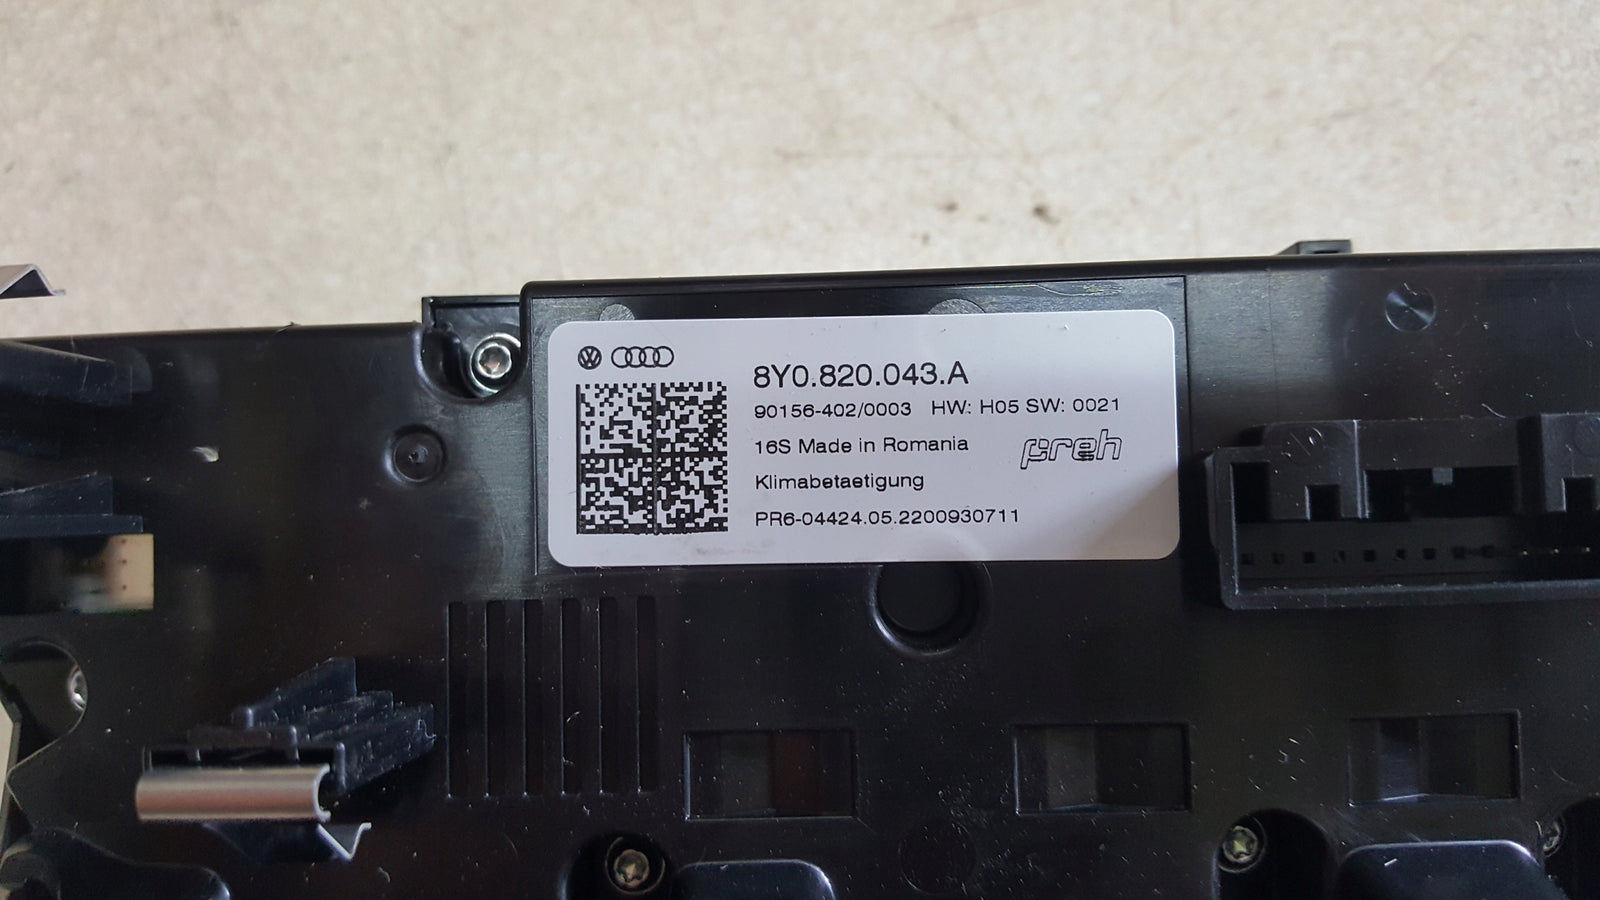 8Y0.820.043.A
90156-402/0003 HW: H05 SW: 0021
16S Made in Romania preh
Klimabetaetigung
PR6-04424.05.2200930711